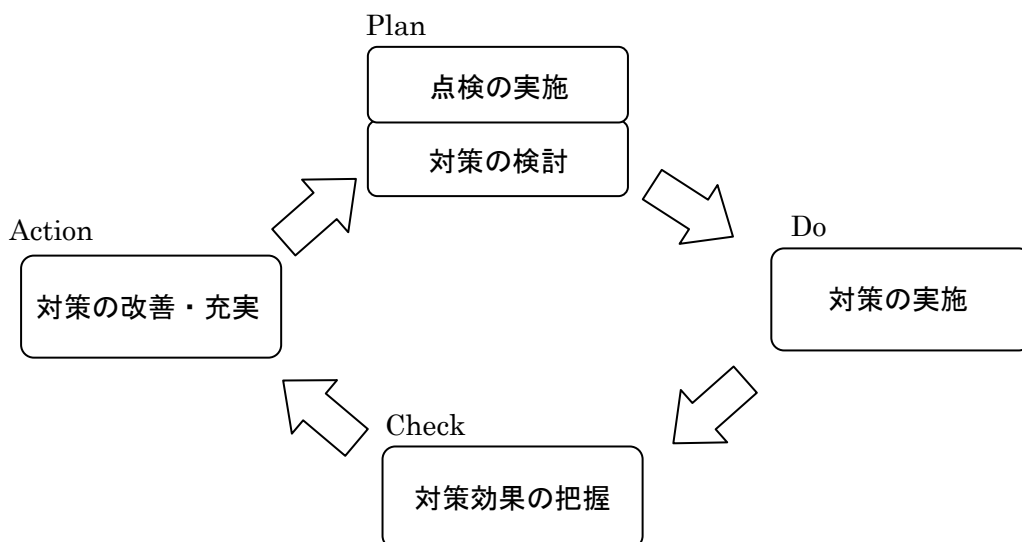 Plan
点検の実施
対策の検討
Do
対策の実施
Check
対策効果の把握
Action
対策の改善・充実